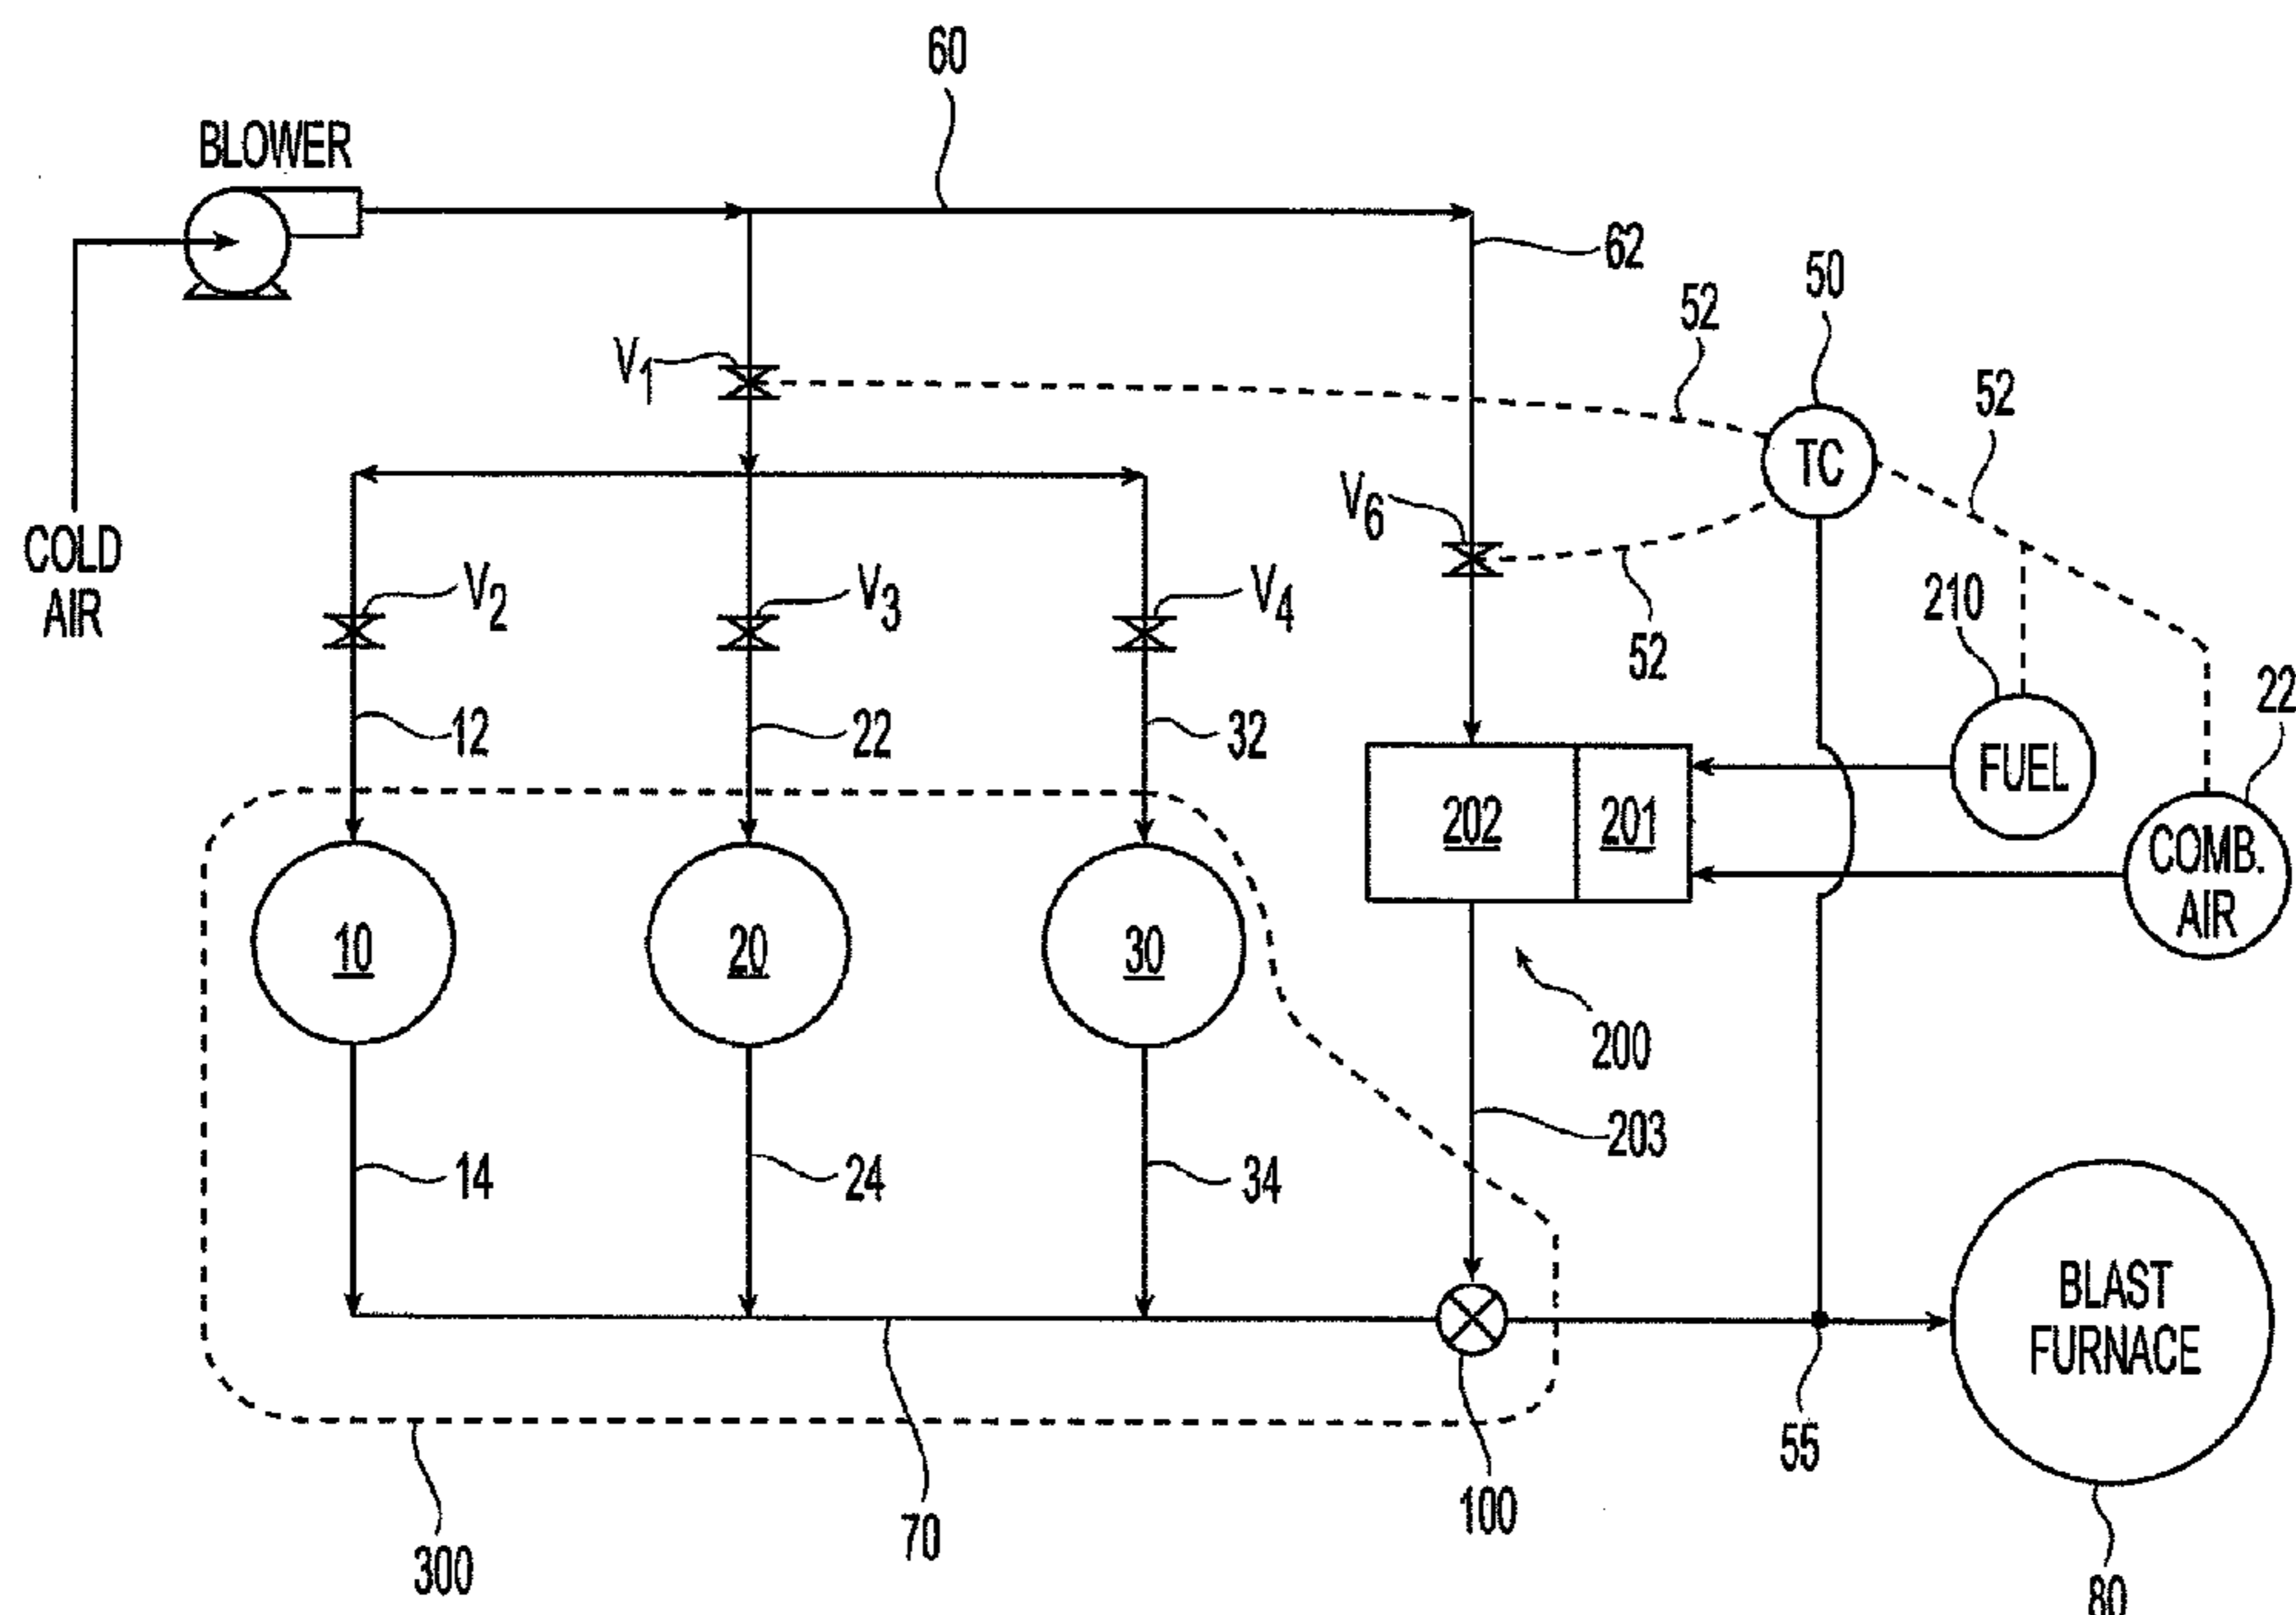 60
BLOWER
62
50
52
V1
52
TC
V6
COLD
AIR
V2
V3
V4
52
210
22
12
22
32
FUEL
202
201
COMB.
AIR
10
20
30
200
203
14
24
34
BLAST
FURNACE
55
100
70
300
80